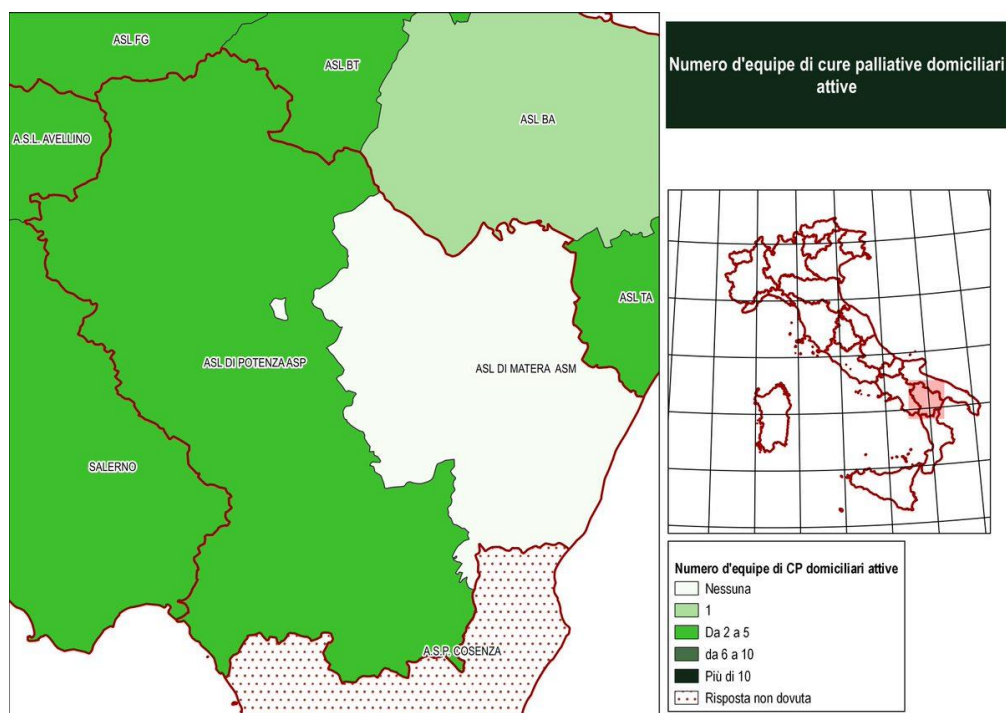 ASL FG
ASL BT
ASL BA
A.S.L. AVELLINO
ASL TA
ASL DI POTENZA ASP
ASL DI MATERA ASM
SALERNO
A.S.P. COSENZA
Numero d'equipe di cure palliative domiciliari
attive
Numero d'equipe di CP domiciliari attive
Nessuna
1
Da 2 a 5
da 6 a 10
Più di 10
Risposta non dovuta